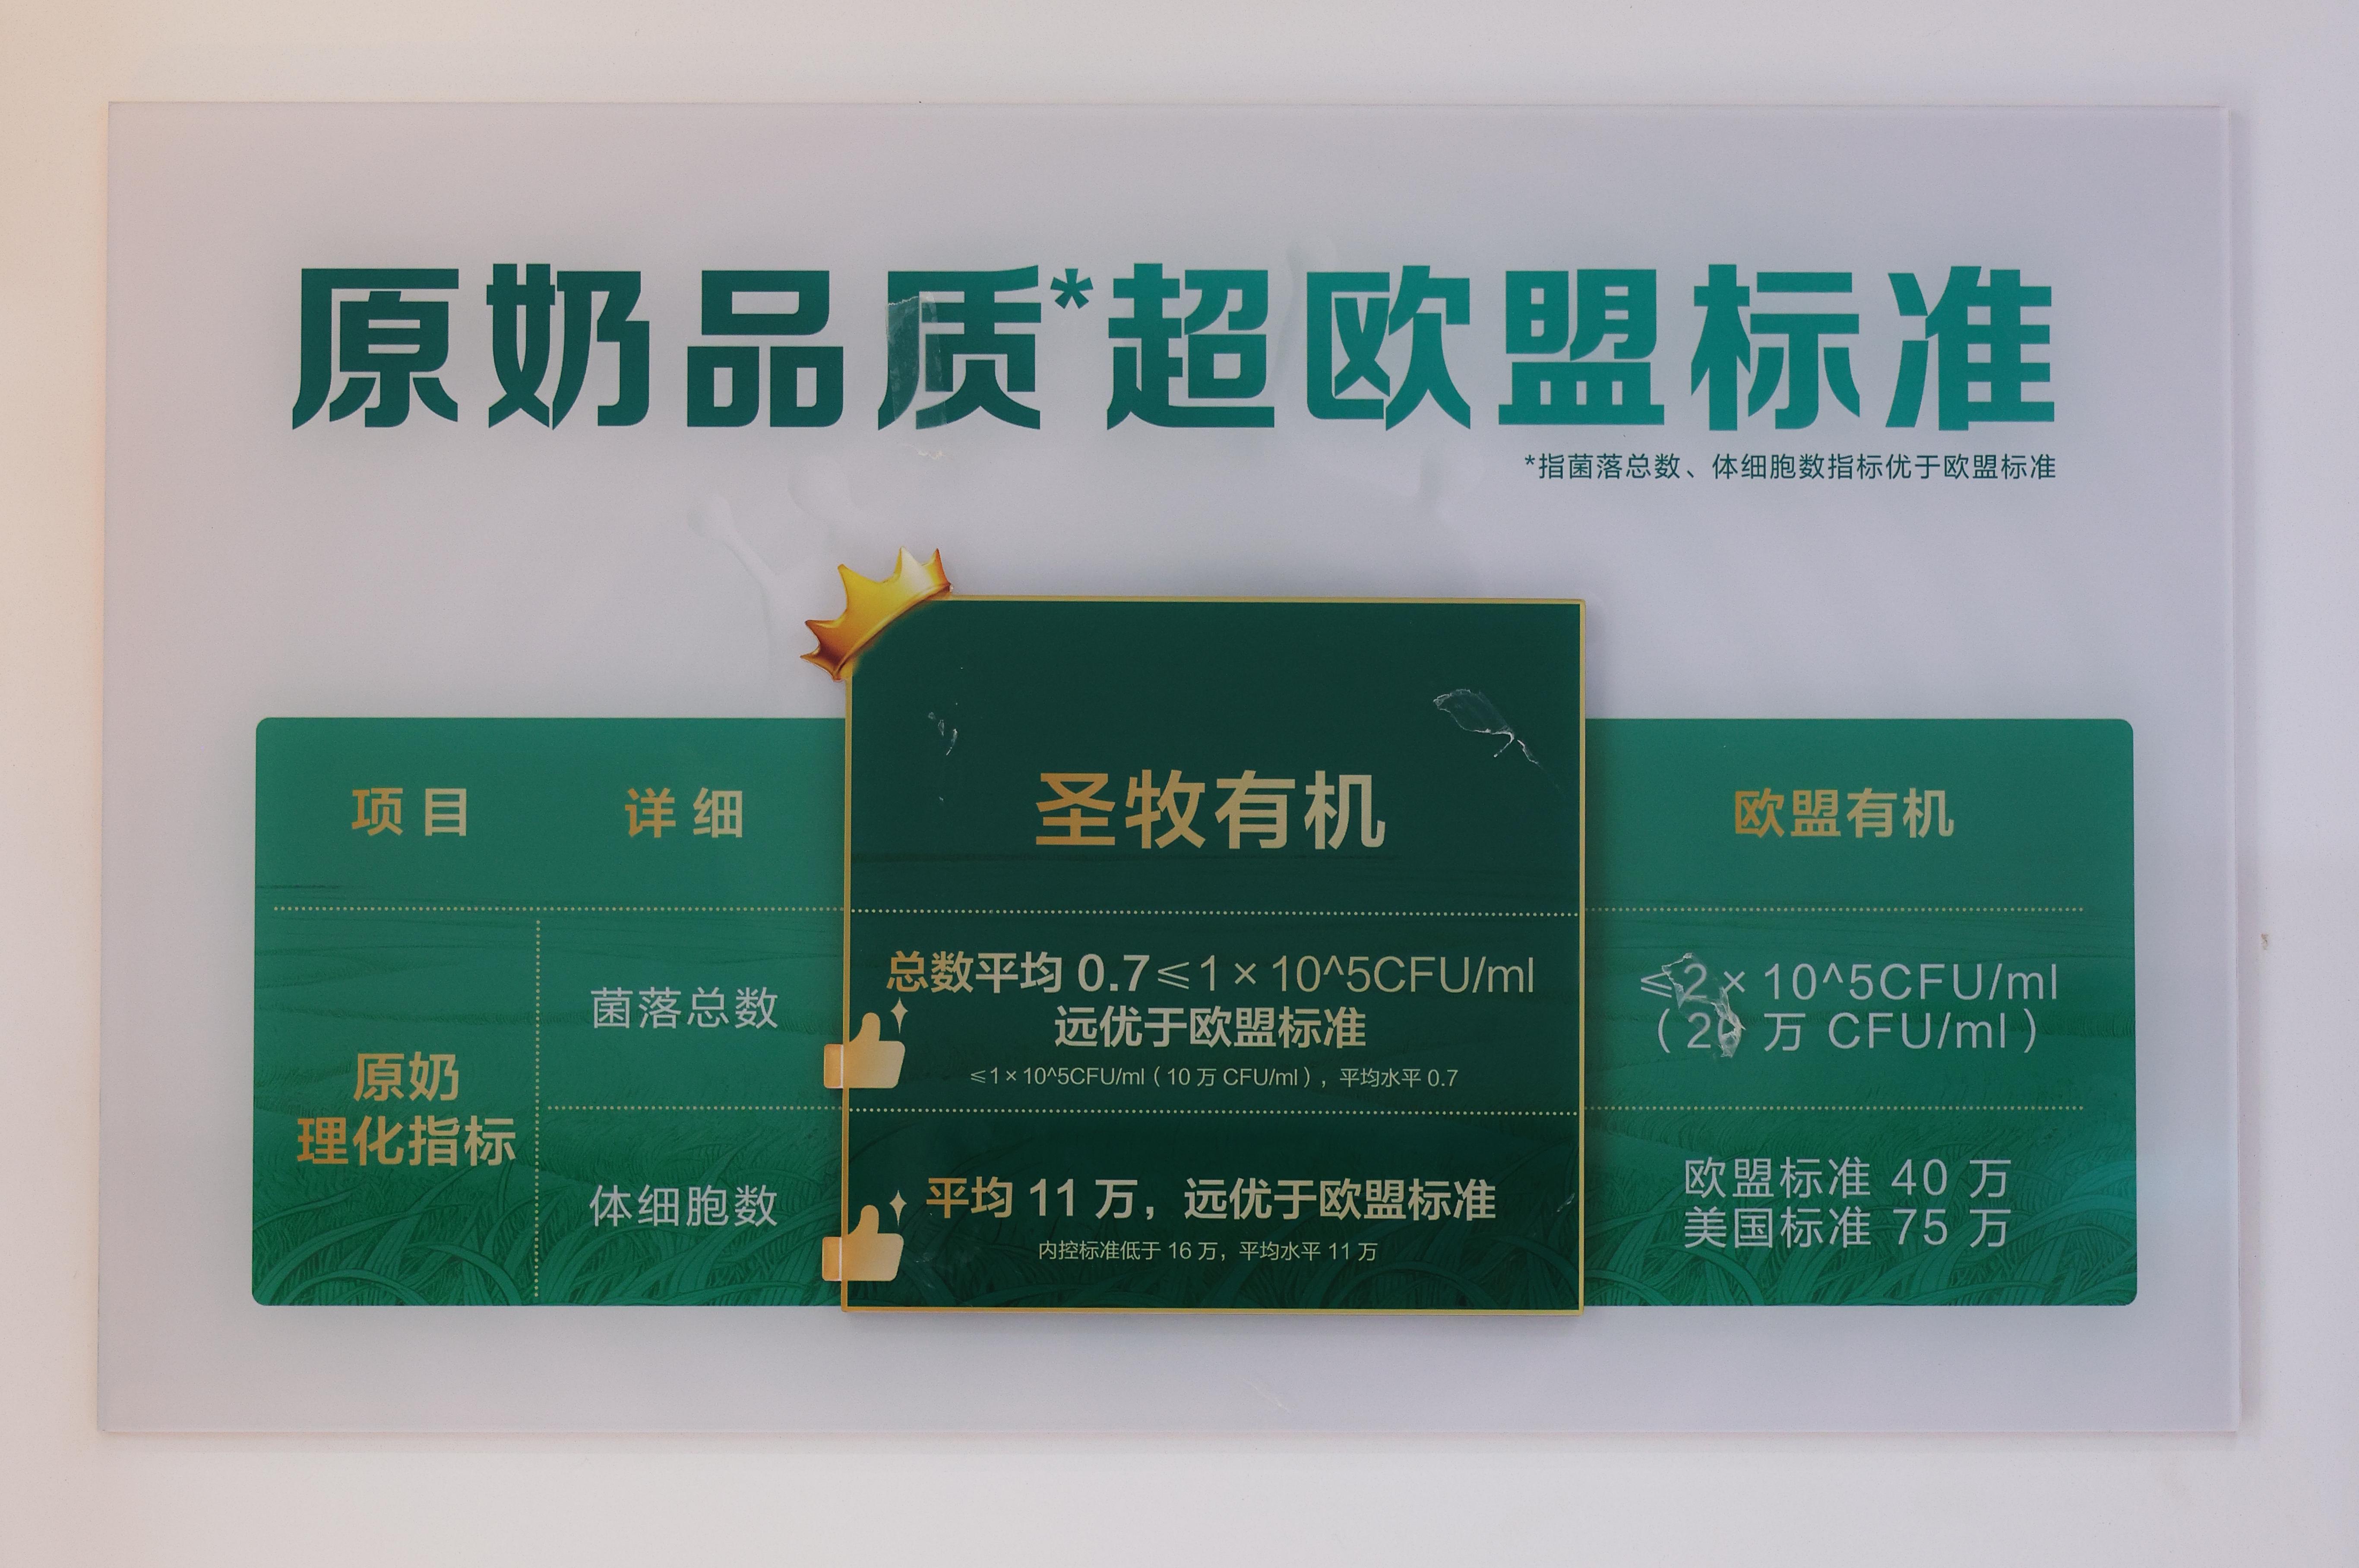 原奶品质*超欧盟标准
*指菌落总数、体细胞数指标优于欧盟标准
项目 详细 圣牧有机 欧盟有机
原奶
理化指标
菌落总数
总数平均 0.7≤1×10^5CFU/ml
远优于欧盟标准
≤1×10^5CFU/ml(10 万 CFU/ml),平均水平 0.7
≤2×10^5CFU/ml
(20 万 CFU/ml)
体细胞数
平均 11 万,远优于欧盟标准
内控标准低于 16 万,平均水平 11 万
欧盟标准 40 万
美国标准 75 万